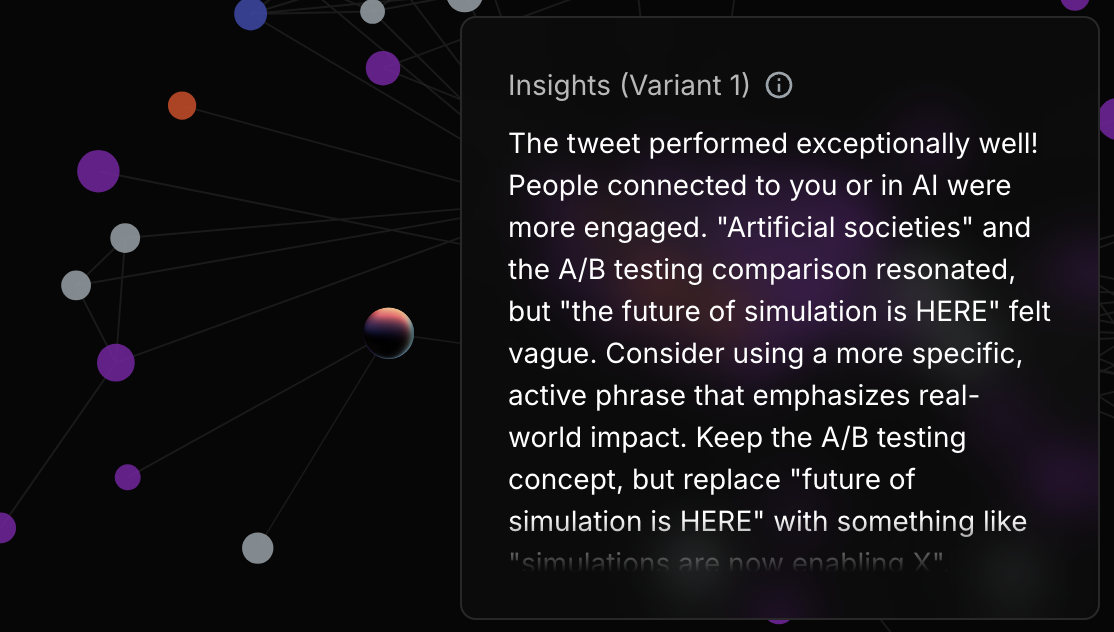 Insights (Variant 1)
The tweet performed exceptionally well!
People connected to you or in AI were
more engaged. "Artificial societies" and
the A/B testing comparison resonated,
but "the future of simulation is HERE" felt
vague. Consider using a more specific,
active phrase that emphasizes real-
world impact. Keep the A/B testing
concept, but replace "future of
simulation is HERE" with something like
"simulations are now enabling X".